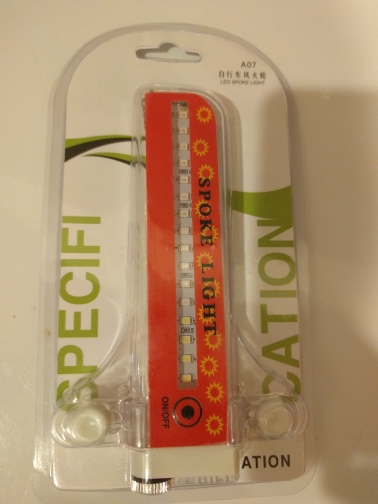 A07
自行车风火轮
LED SPOKE LIGHT
SPECIFI
CATION
SPOKE LIGHT
ON/OFF
ATION